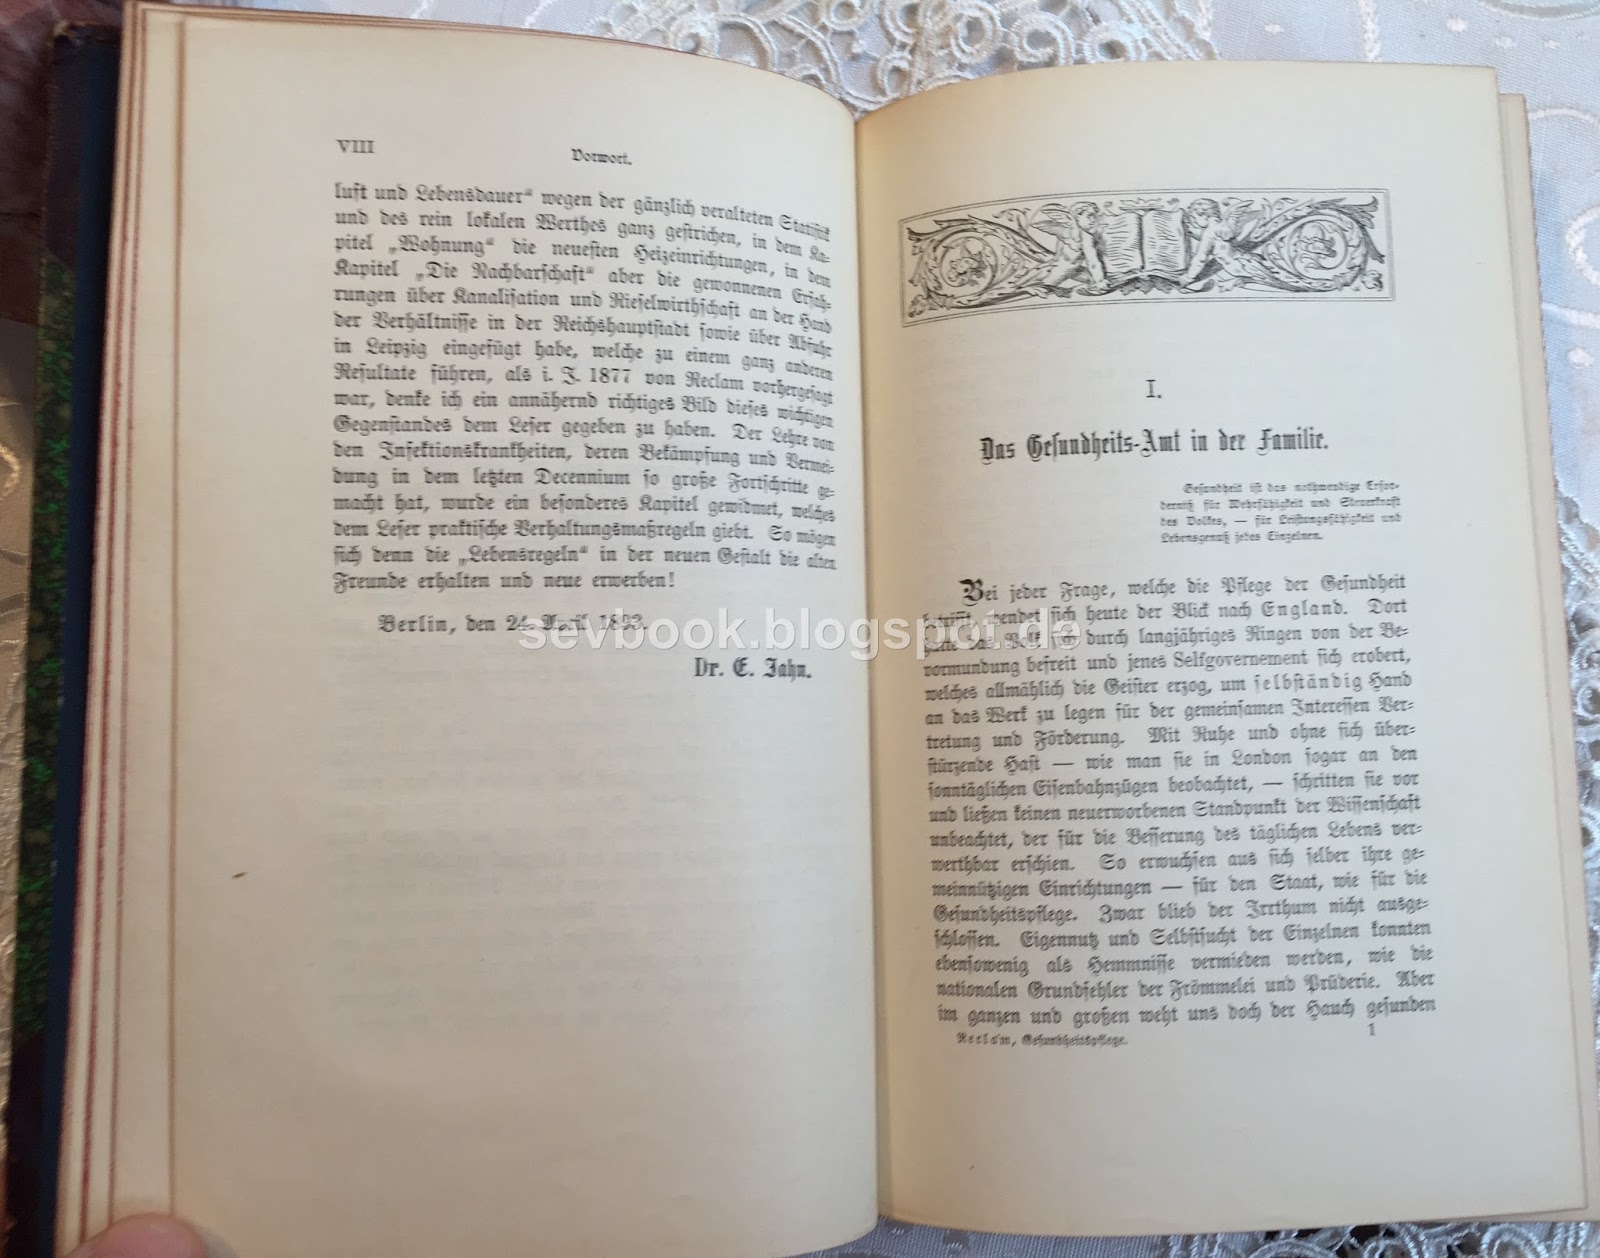 VIII
Vorwort.
luft und Lebensdauer“ wegen der gänzlich veralteten Statistik
und des rein lokalen Werthes ganz gestrichen, in dem Ka-
pitel „Wohnung“ die neuesten Heizeinrichtungen, in dem
Kapitel „Die Nachbarschaft“ aber die gewonnenen Erfah-
rungen über Kanalisation und Rieselwirthschaft an der Hand
der Verhältnisse in der Reichshauptstadt sowie über Abfuhr
in Leipzig eingefügt habe, welche zu einem ganz anderen
Resultate führen, als i. J. 1877 von Reclam vorhergesagt
war, denke ich ein annähernd richtiges Bild dieses wichtigen
Gegenstandes dem Leser gegeben zu haben. Der Lehre von
den Infektionskrankheiten, deren Bekämpfung und Vermei-
dung in dem letzten Decennium so große Fortschritte ge-
macht hat, wurde ein besonderes Kapitel gewidmet, welches
dem Leser praktische Verhaltungsmaßregeln giebt. So mögen
sich denn die „Lebensregeln“ in der neuen Gestalt die alten
Freunde erhalten und neue erwerben!
Berlin, den 24. April 1893.
Dr. E. Jahn.
I.
Das Gesundheits-Amt in der Familie.
Gesundheit ist das nothwendige Erfor-
derniß für Wehrfähigkeit und Steuerkraft
des Volkes, — für Leistungsfähigkeit und
Lebensgenuß jedes Einzelnen.
Bei jeder Frage, welche die Pflege der Gesundheit
betrifft, wendet sich heute der Blick nach England. Dort
hatte das Volk sich durch langjähriges Ringen von der Be-
vormundung befreit und jenes Selfgovernement sich erobert,
welches allmählich die Geister erzog, um selbständig Hand
an das Werk zu legen für der gemeinsamen Interessen Ver-
tretung und Förderung. Mit Ruhe und ohne sich über-
stürzende Hast — wie man sie in London sogar an den
sonntäglichen Eisenbahnzügen beobachtet, — schritten sie vor
und ließen keinen neuerworbenen Standpunkt der Wissenschaft
unbeachtet, der für die Besserung des täglichen Lebens ver-
werthbar erschien. So erwuchsen aus sich selber ihre ge-
meinnützigen Einrichtungen — für den Staat, wie für die
Gesundheitspflege. Zwar blieb der Irrthum nicht ausge-
schlossen. Eigennutz und Selbstsucht der Einzelnen konnten
ebensowenig als Hemmnisse vermieden werden, wie die
nationalen Grundfehler der Frömmelei und Prüderie. Aber
im ganzen und großen weht uns doch der Hauch gesunden
Reclam, Gesundheitspflege.
1
sevbook.blogspot.de